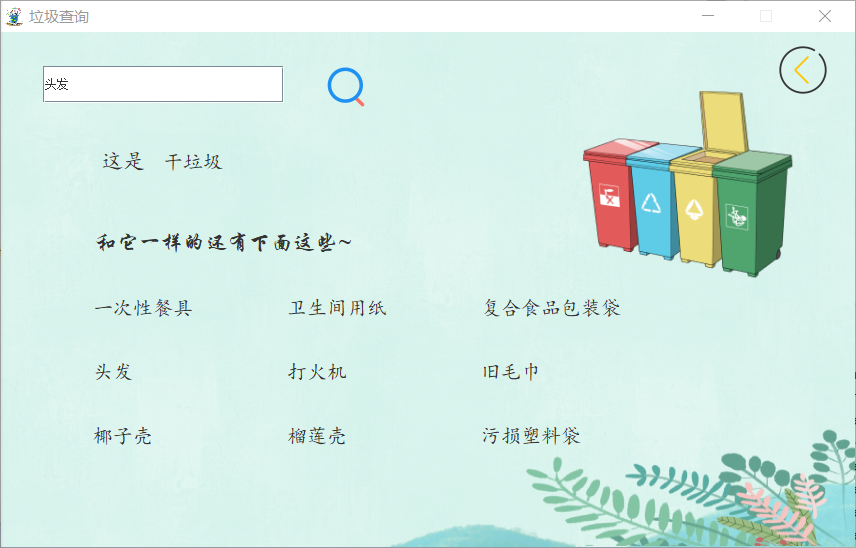 垃圾查询
头发
这是 干垃圾
和它一样的还有下面这些~
一次性餐具 卫生间用纸 复合食品包装袋
头发 打火机 旧毛巾
椰子壳 榴莲壳 污损塑料袋